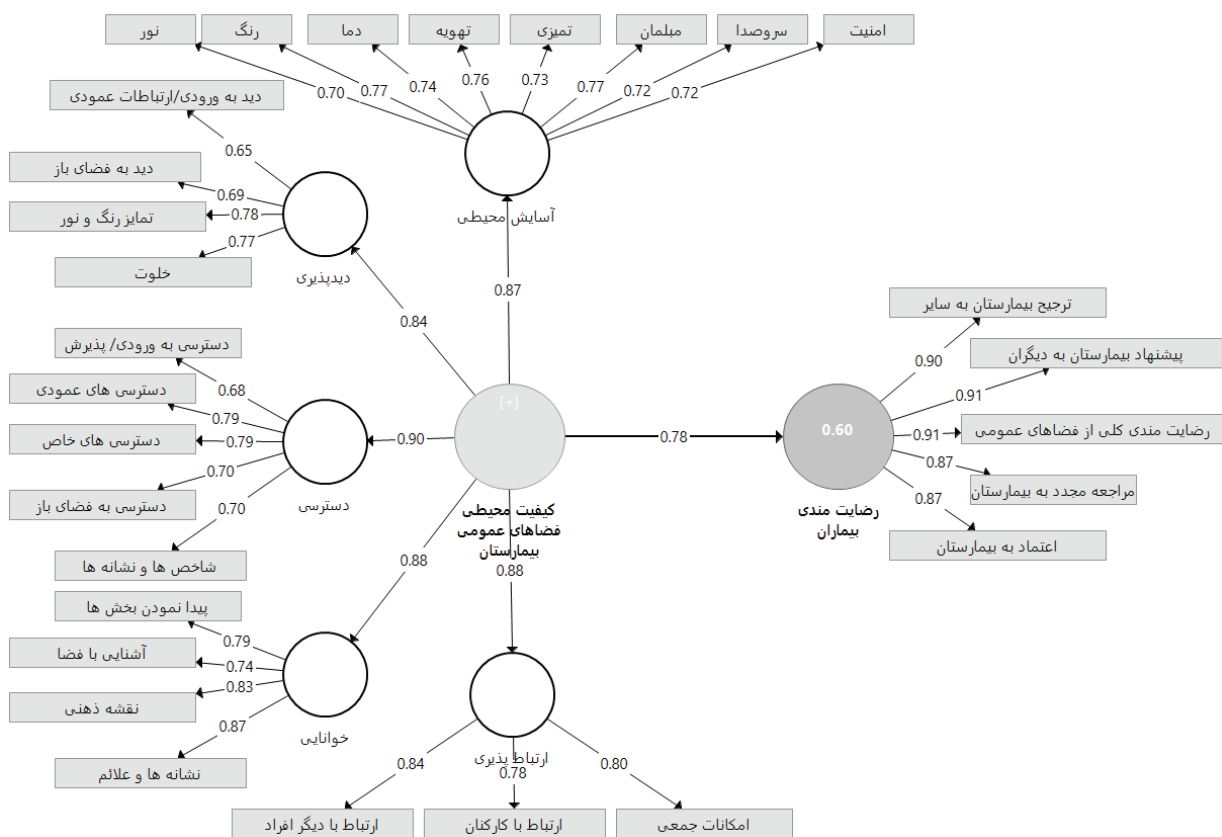 امنیت
سروصدا
مبلمان
تمیزی
تهویه
دما
رنگ
نور
0.70
0.77
0.74
0.76
0.73
0.77
0.72
0.72
آسایش محیطی
0.87
دید به ورودی/ارتباطات عمودی
دید به فضای باز
تمایز رنگ و نور
خلوت
0.65
0.69
0.78
0.77
دیدپذیری
0.84
دسترسی به ورودی/ پذیرش
دسترسی های عمودی
دسترسی های خاص
دسترسی به فضای باز
شاخص ها و نشانه ها
0.68
0.79
0.79
0.70
0.70
دسترسی
0.90
پیدا نمودن بخش ها
آشنایی با فضا
نقشه ذهنی
نشانه ها و علائم
0.79
0.74
0.83
0.87
خوانایی
0.88
[+]
کیفیت محیطی
فضاهای عمومی
بیمارستان
0.88
ارتباط پذیری
0.84
0.78
0.80
امکانات جمعی
ارتباط با کارکنان
ارتباط با دیگر افراد
0.78
0.60
رضایت مندی
بیماران
ترجیح بیمارستان به سایر
پیشنهاد بیمارستان به دیگران
رضایت مندی کلی از فضاهای عمومی
مراجعه مجدد به بیمارستان
اعتماد به بیمارستان
0.90
0.91
0.91
0.87
0.87